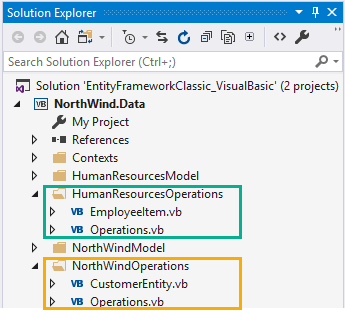 Solution Explorer
Search Solution Explorer (Ctrl+;)
Solution 'EntityFrameworkClassic_VisualBasic' (2 projects)
VB NorthWind.Data
My Project
References
Contexts
HumanResourcesModel
HumanResourcesOperations
VB EmployeeItem.vb
VB Operations.vb
NorthWindModel
NorthWindOperations
VB CustomerEntity.vb
VB Operations.vb